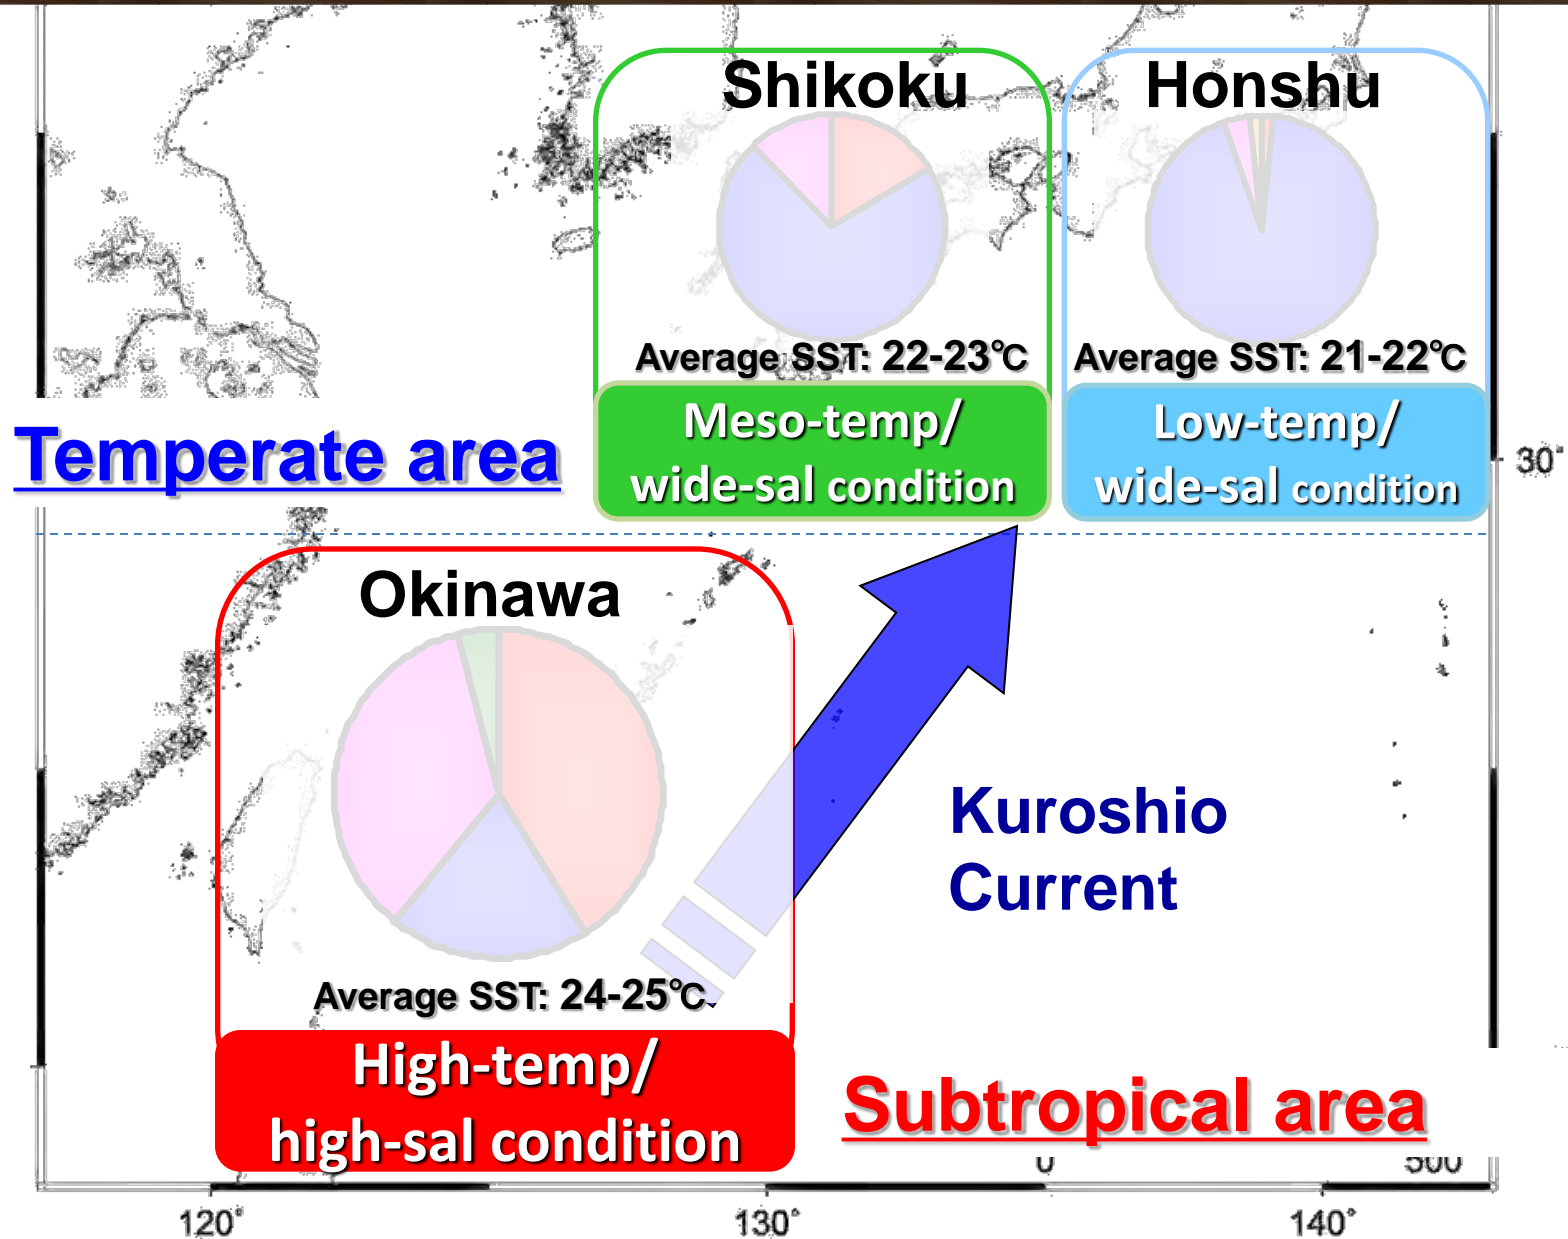 Shikoku
Honshu
Average SST: 22-23℃
Average SST: 21-22℃
Meso-temp/
wide-sal condition
Low-temp/
wide-sal condition
Temperate area
30°
Okinawa
Kuroshio
Current
Average SST: 24-25℃
High-temp/
high-sal condition
Subtropical area
0
500
120°
130°
140°